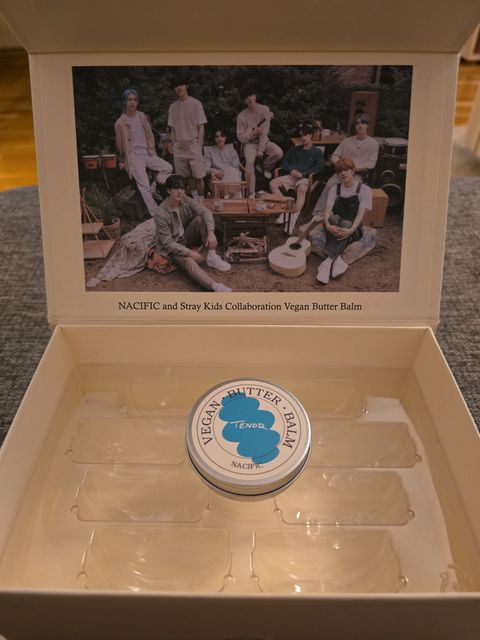 NACIFIC and Stray Kids Collaboration Vegan Butter Balm
VEGAN · BUTTER · BALM
TENOR
NACIFIC